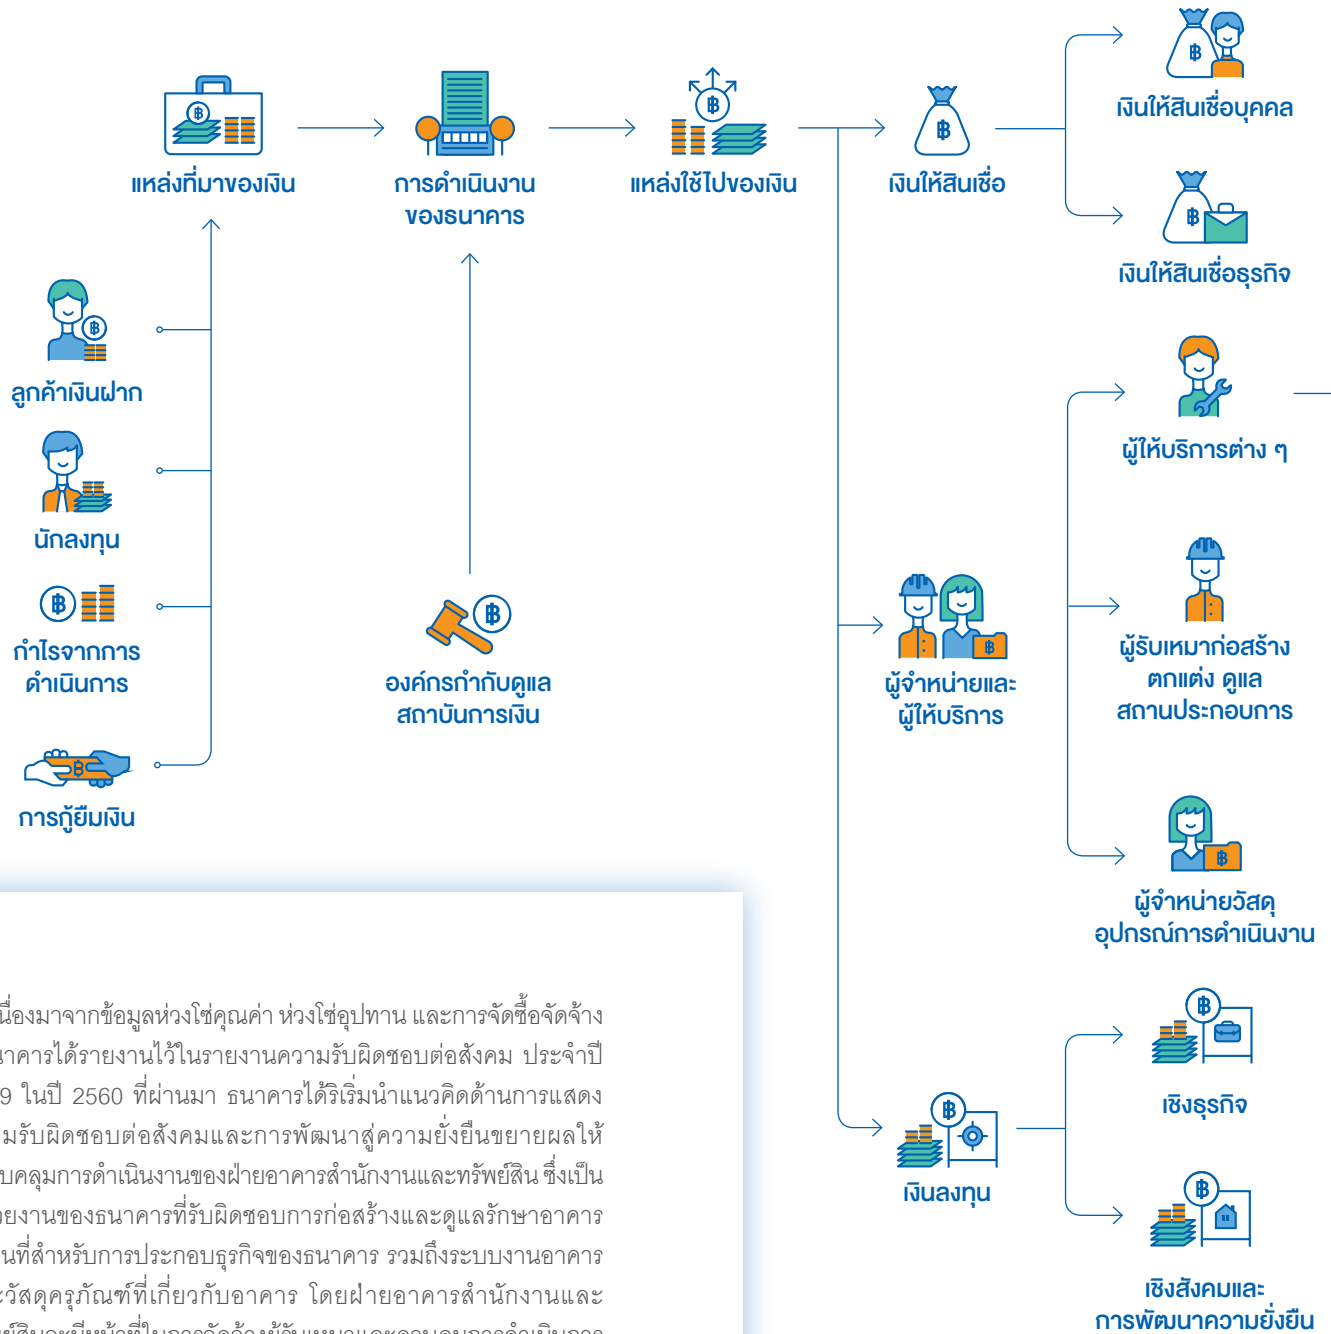 เงินให้สินเชื่อบุคคล
แหล่งที่มาของเงิน
การดำเนินงาน
ของธนาคาร
แหล่งใช้ไปของเงิน
เงินให้สินเชื่อ
เงินให้สินเชื่อธุรกิจ
ลูกค้าเงินฝาก
นักลงทุน
กำไรจากการ
ดำเนินการ
การกู้ยืมเงิน
องค์กรกำกับดูแล
สถาบันการเงิน
ผู้จำหน่ายและ
ผู้ให้บริการ
ผู้ให้บริการต่าง ๆ
ผู้รับเหมาก่อสร้าง
ตกแต่ง ดูแล
สถานประกอบการ
ผู้จำหน่ายวัสดุ
อุปกรณ์การดำเนินงาน
เงินลงทุน
เชิงธุรกิจ
เชิงสังคมและ
การพัฒนาความยั่งยืน
นื่องมาจากข้อมูลห่วงโซ่คุณค่า ห่วงโซ่อุปทาน และการจัดซื้อจัดจ้าง
นาคารได้รายงานไว้ในรายงานความรับผิดชอบต่อสังคม ประจำปี
9 ในปี 2560 ที่ผ่านมา ธนาคารได้ริเริ่มนำแนวคิดด้านการแสดง
มรับผิดชอบต่อสังคมและการพัฒนาสู่ความยั่งยืนขยายผลให้
บคลุมการดำเนินงานของฝ่ายอาคารสำนักงานและทรัพย์สิน ซึ่งเป็น
วยงานของธนาคารที่รับผิดชอบการก่อสร้างและดูแลรักษาอาคาร
นที่สำหรับการประกอบธุรกิจของธนาคาร รวมถึงระบบงานอาคาร
ะวัสดุครุภัณฑ์ที่เกี่ยวกับอาคาร โดยฝ่ายอาคารสำนักงานและ